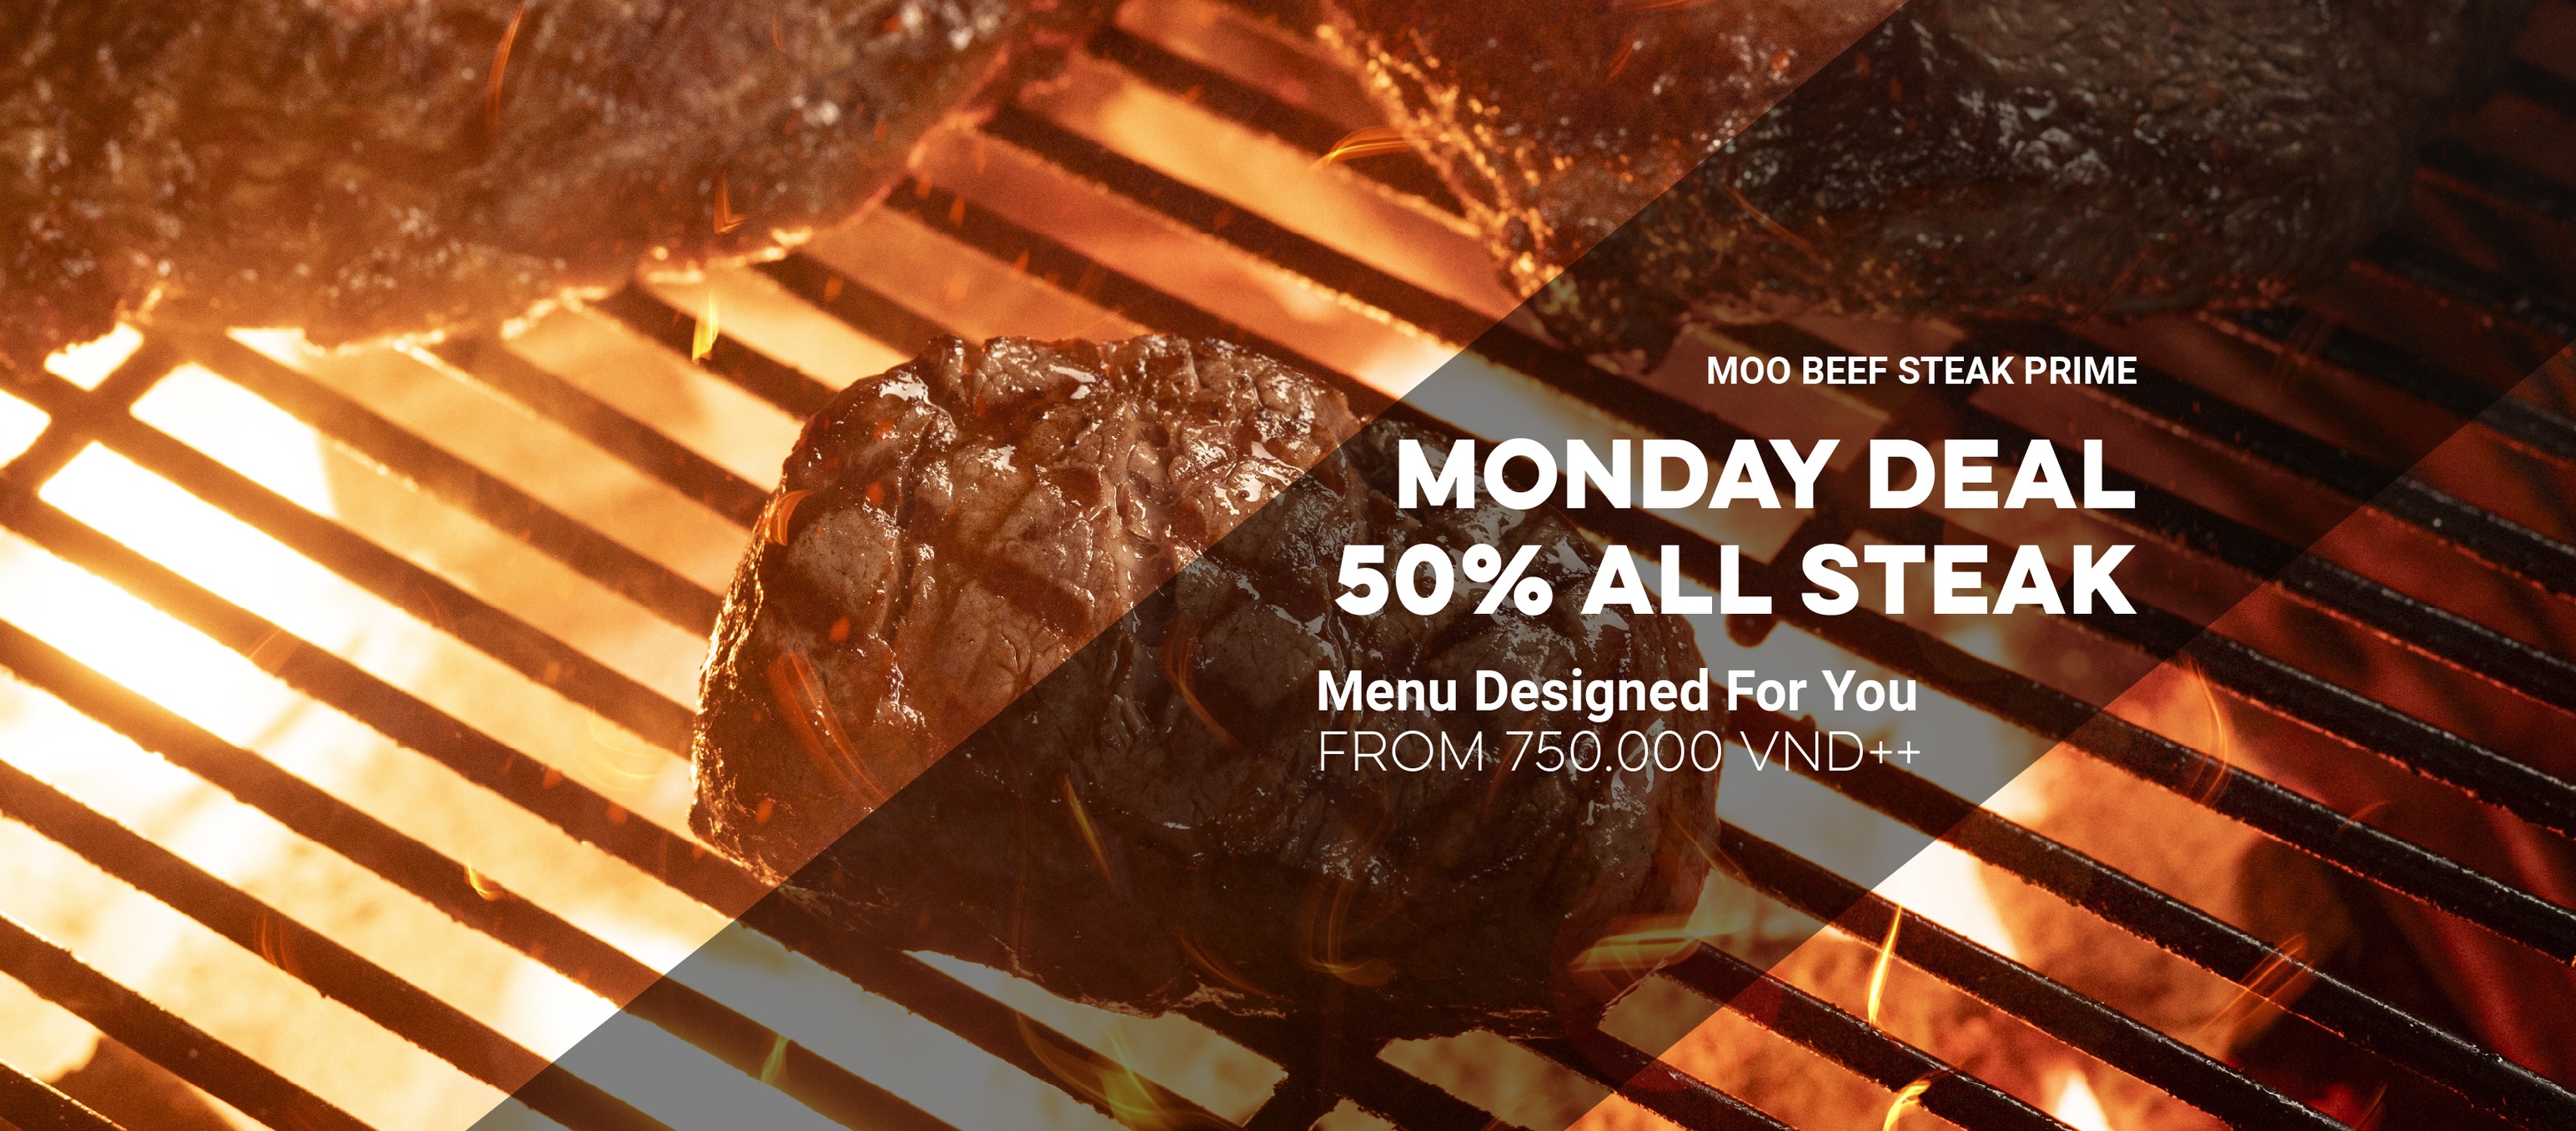 MOO BEEF STEAK PRIME
MONDAY DEAL
50% ALL STEAK
Menu Designed For You
FROM 750.000 VND++